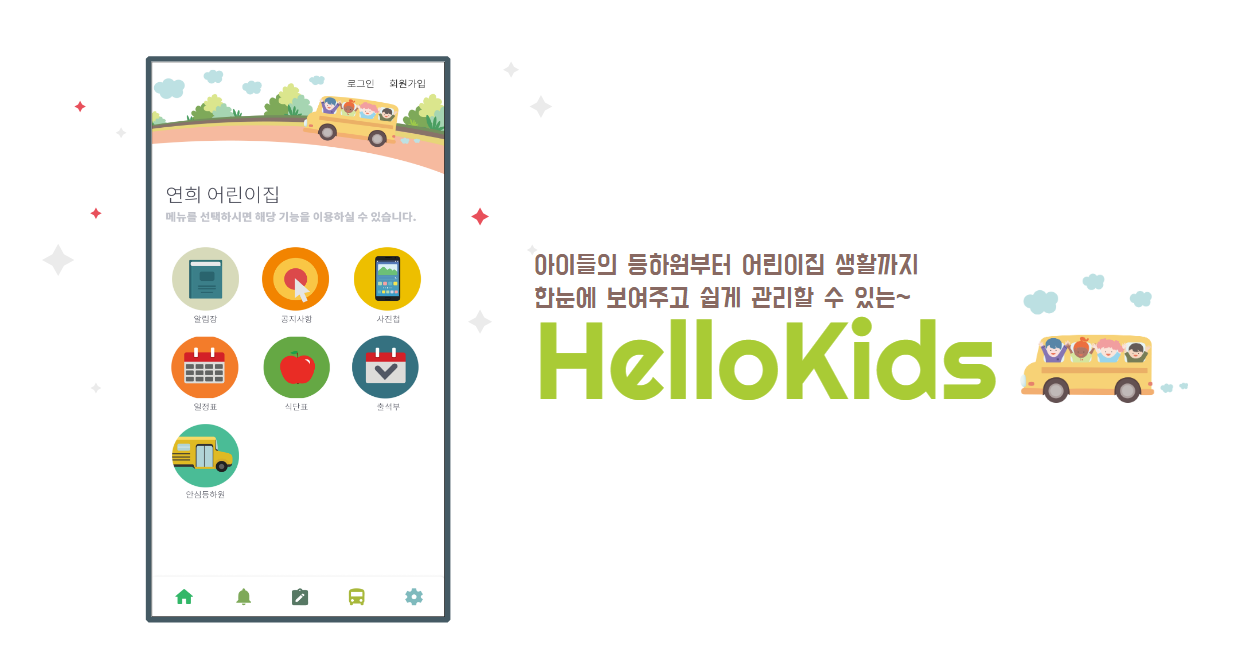 로그인 회원가입
연희 어린이집
메뉴를 선택하시면 해당 기능을 이용하실 수 있습니다.
알림장 공지사항 사진첩
일정표 식단표 출석부
안심등하원
아이들의 등하원부터 어린이집 생활까지
한눈에 보여주고 쉽게 관리할 수 있는~
HelloKids